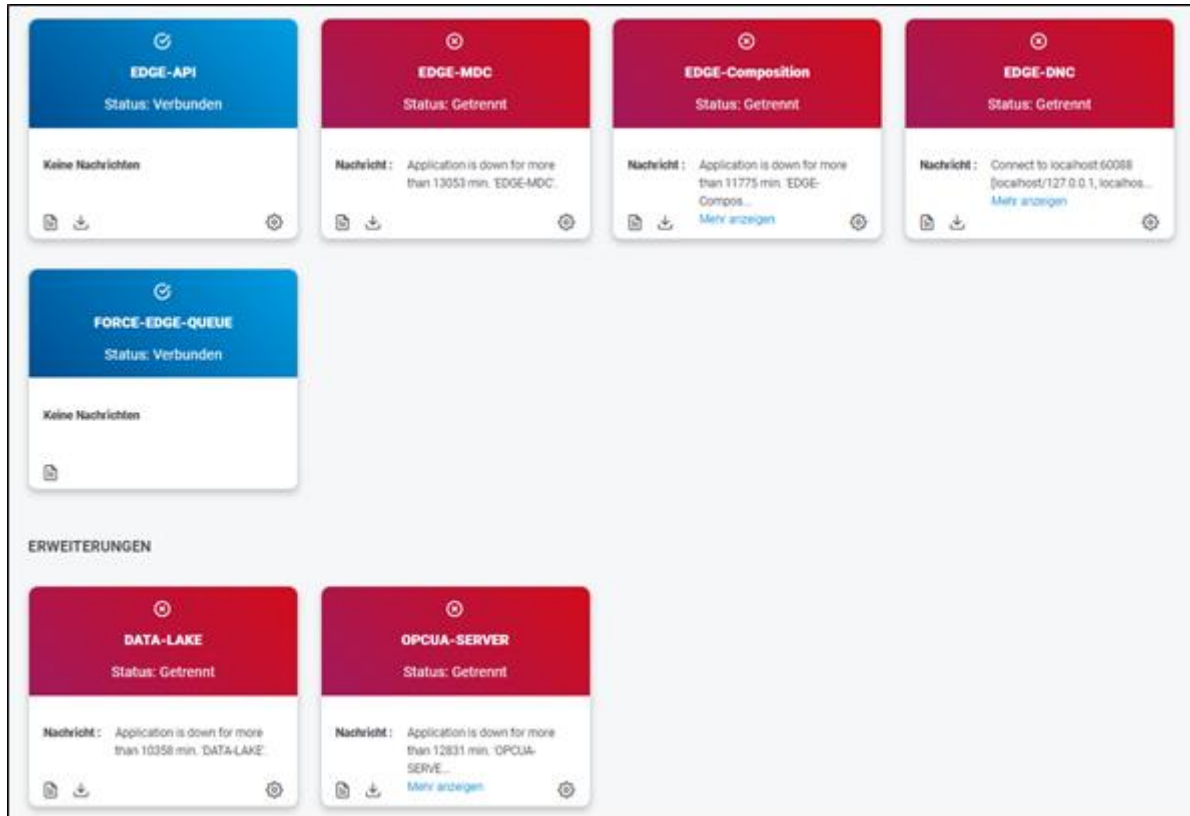 EDGE-API
Status: Verbunden
Keine Nachrichten
EDGE-MDC
Status: Getrennt
Nachricht : Application is down for more
than 13053 min. 'EDGE-MDC'.
EDGE-Composition
Status: Getrennt
Nachricht : Application is down for more
than 11775 min. 'EDGE-
Compos...
Mehr anzeigen
EDGE-DNC
Status: Getrennt
Nachricht : Connect to localhost:60088
[localhost/127.0.0.1, localhos...
Mehr anzeigen
FORCE-EDGE-QUEUE
Status: Verbunden
Keine Nachrichten
ERWEITERUNGEN
DATA-LAKE
Status: Getrennt
Nachricht : Application is down for more
than 10358 min. 'DATA-LAKE'.
OPCUA-SERVER
Status: Getrennt
Nachricht : Application is down for more
than 12831 min. 'OPCUA-
SERVE...
Mehr anzeigen